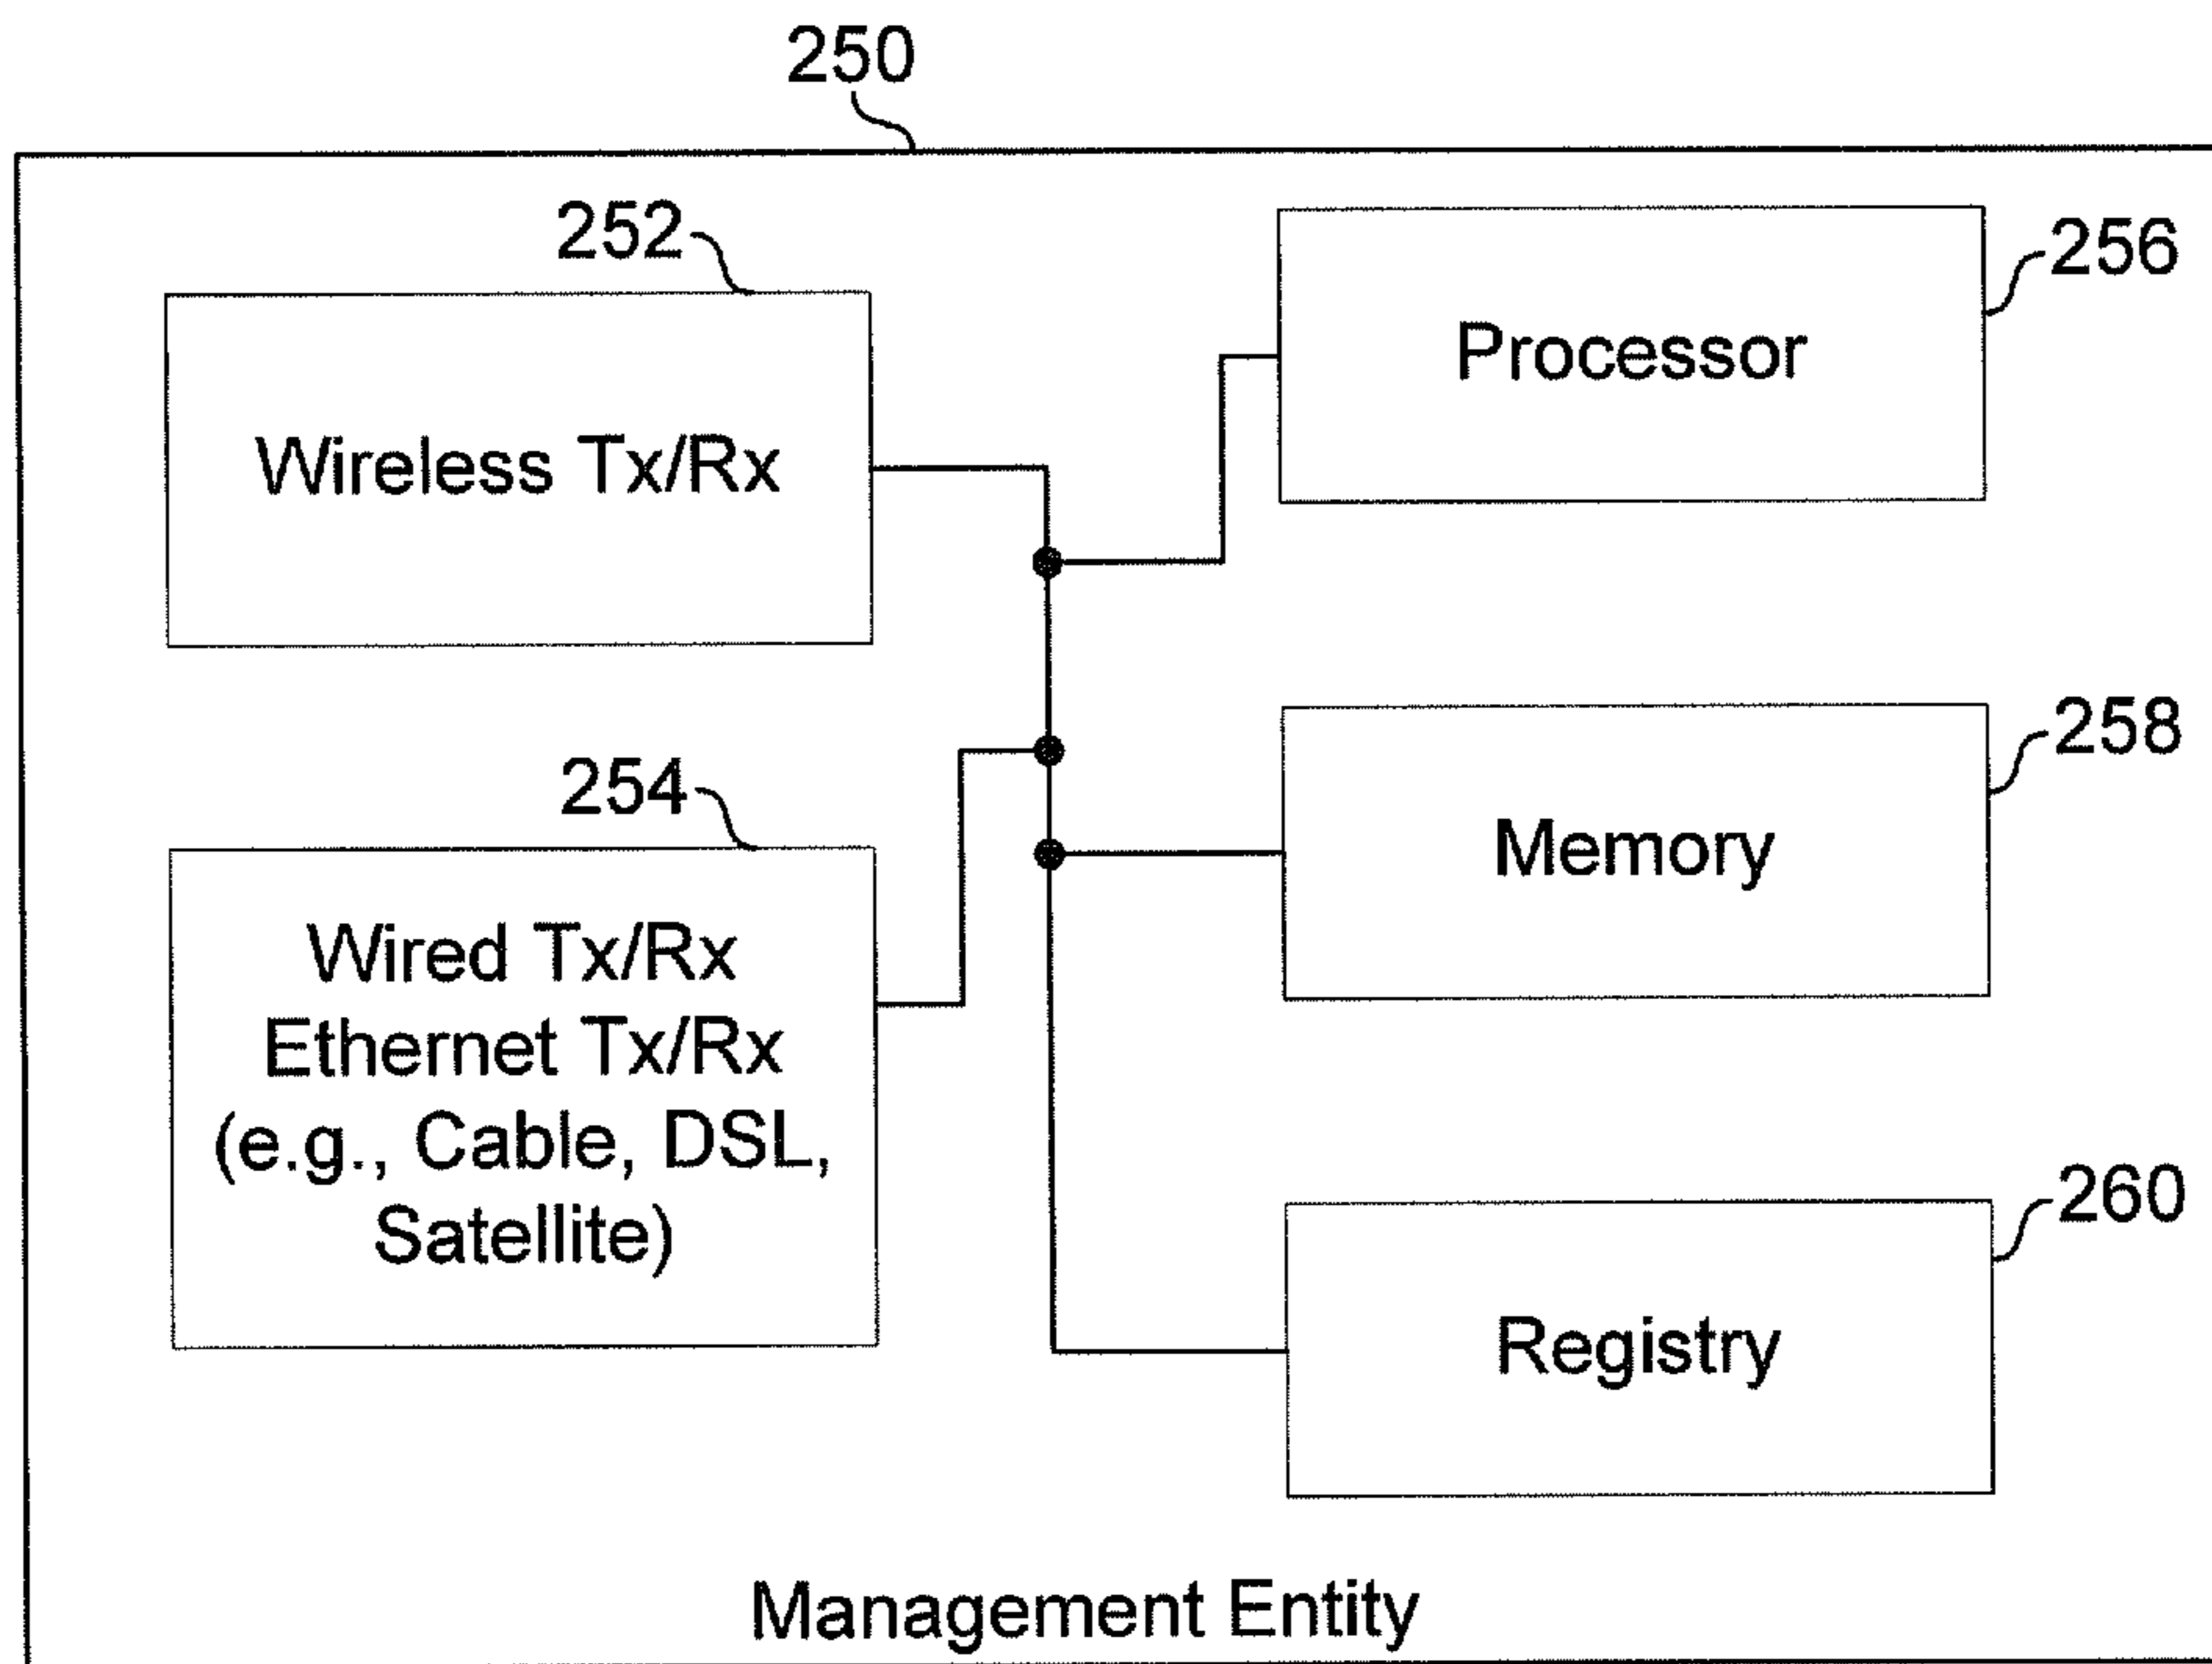 250
252
Wireless Tx/Rx
256
Processor
254
Wired Tx/Rx
Ethernet Tx/Rx
(e.g., Cable, DSL,
Satellite)
258
Memory
260
Registry
Management Entity